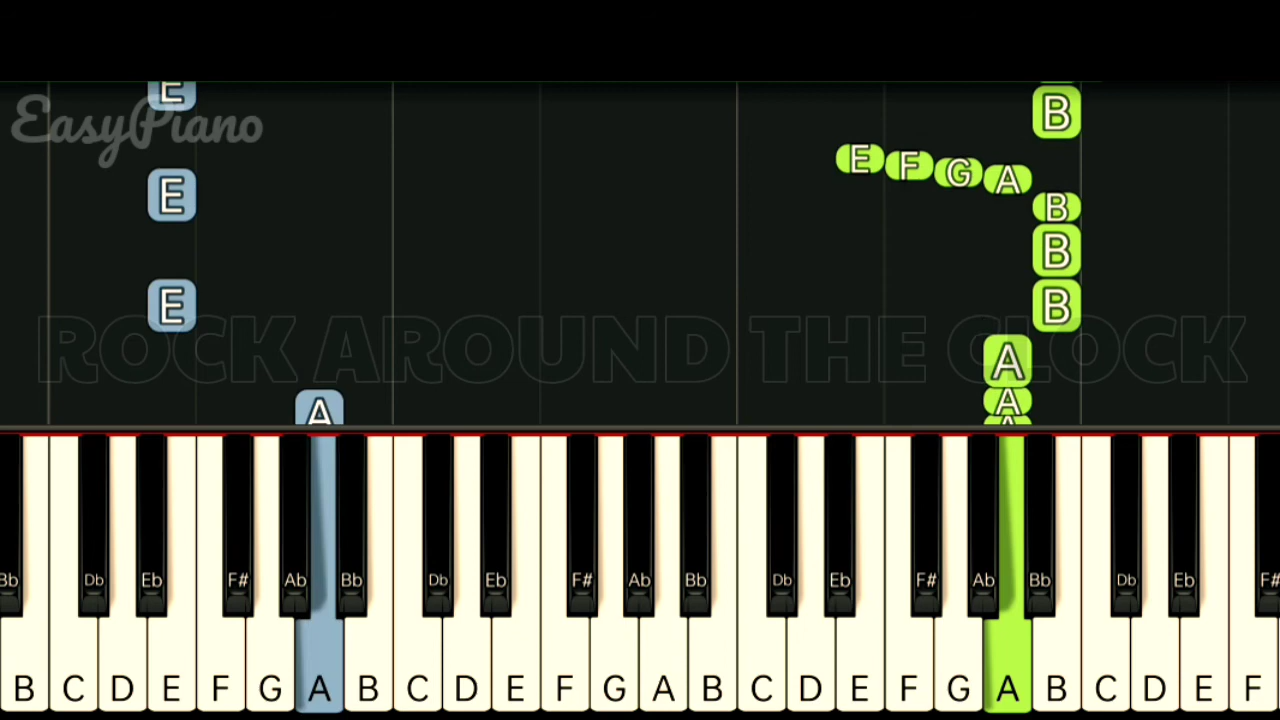 E
B
EasyPiano
E F G A
E
B
B
E
B
ROCK AROUND THE CLOCK
A
A
A
A
Bb Db Eb F# Ab Bb Db Eb F# Ab Bb Db Eb F# Ab Bb Db Eb F#
B C D E F G A B C D E F G A B C D E F G A B C D E F